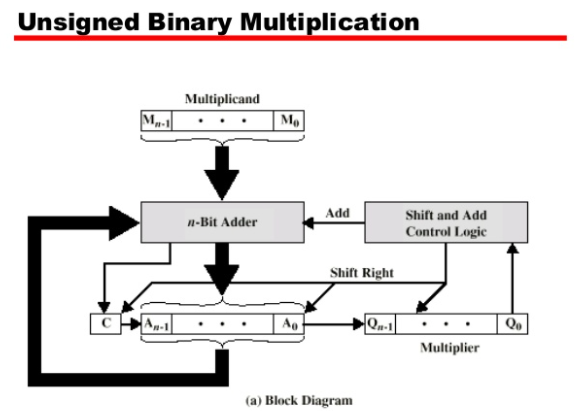 Unsigned Binary Multiplication
Multiplicand
Mn-1 · · · M0
n-Bit Adder
Add
Shift and Add
Control Logic
Shift Right
C
An-1 · · · A0
Qn-1 · · · Q0
Multiplier
(a) Block Diagram